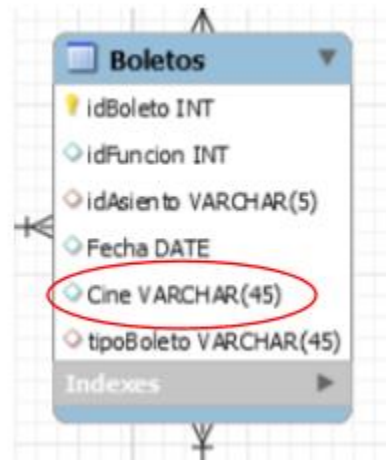 Boletos
idBoleto INT
idFuncion INT
idAsiento VARCHAR(5)
Fecha DATE
Cine VARCHAR(45)
tipoBoleto VARCHAR(45)
Indexes